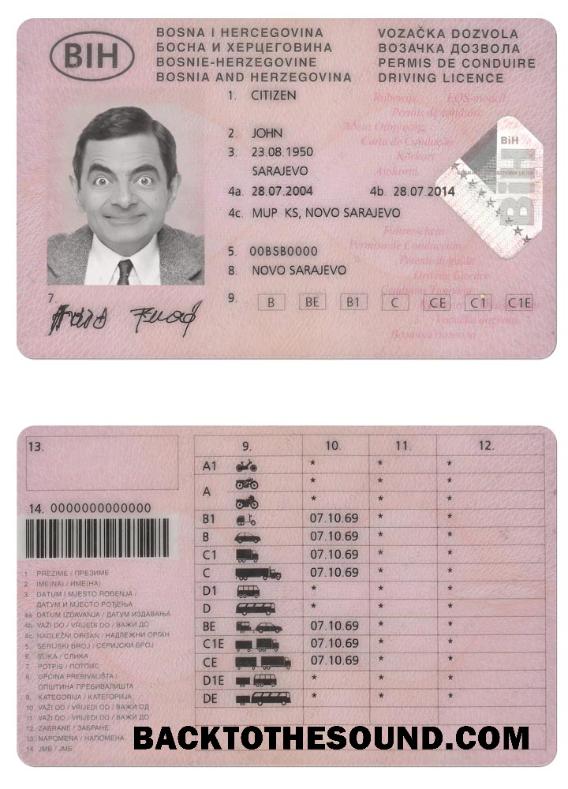 BIH
BOSNA I HERCEGOVINA
БОСНА И ХЕРЦЕГОВИНА
BOSNIE-HERZEGOVINE
BOSNIA AND HERZEGOVINA
VOZAČKA DOZVOLA
ВОЗАЧКА ДОЗВОЛА
PERMIS DE CONDUIRE
DRIVING LICENCE
1. CITIZEN
2 JOHN
3. 23.08.1950
SARAJEVO
4a. 28.07.2004 4b. 28.07.2014
4c. MUP KS, NOVO SARAJEVO
5. 00BSB0000
8. NOVO SARAJEVO
7.
9. B BE B1 C CE C1 C1E
BiH
BiH
13.
14. 0000000000000
9. 10. 11. 12.
A1 * * *
A * * *
* * *
B1 07.10.69 * *
B 07.10.69 * *
C1 07.10.69 * *
C 07.10.69 * *
D1 * * *
D * * *
BE 07.10.69 * *
C1E 07.10.69 * *
CE 07.10.69 * *
D1E * * *
DE * * *
1 PREZIME / ПРЕЗИМЕ
2 IME(NA) / ИМЕ(НА)
3 DATUM I MJESTO ROĐENJA /
ДАТУМ И МЈЕСТО РОЂЕЊА
4a DATUM IZDAVANJA / ДАТУМ ИЗДАВАЊА
4b VAŽI DO / VRIJEDI DO / ВАЖИ ДО
4c NADLEŽNI ORGAN / НАДЛЕЖНИ ОРГАН
5 SERIJSKI BROJ / СЕРИЈСКИ БРОЈ
6 SLIKA / СЛИКА
7 POTPIS / ПОТПИС
8 OPĆINA PREBIVALIŠTA /
ОПШТИНА ПРЕБИВАЛИШТА
9 KATEGORIJA / КАТЕГОРИЈА
10 VAŽI OD / VRIJEDI OD / ВАЖИ ОД
11 VAŽI DO / VRIJEDI DO / ВАЖИ ДО
12 ZABRANE / ЗАБРАНЕ
13 NAPOMENA / НАПОМЕНА
14 JMB / ЈМБ
BACKTOTHESOUND.COM